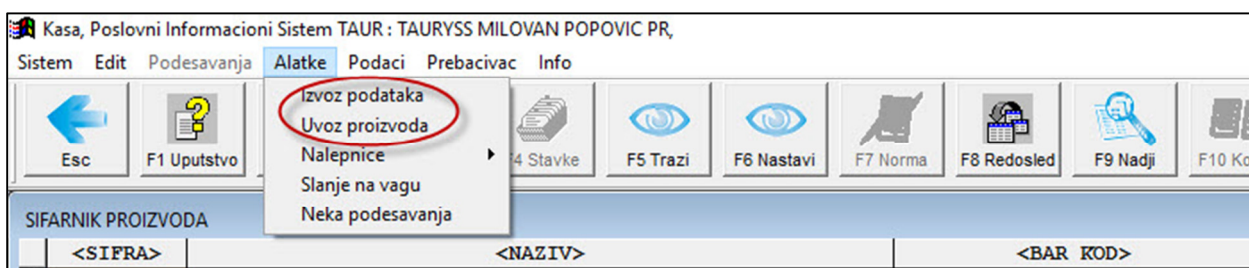 Kasa, Poslovni Informacioni Sistem TAUR : TAURYSS MILOVAN POPOVIC PR,
Sistem Edit Podesavanja Alatke Podaci Prebacivac Info
Izvoz podataka
Uvoz proizvoda
Nalepnice
Slanje na vagu
Neka podesavanja
Esc F1 Uputstvo Stavke F5 Trazi F6 Nastavi F7 Norma F8 Redosled F9 Nadji F10
SIFARNIK PROIZVODA
<SIFRA> <NAZIV> <BAR KOD>